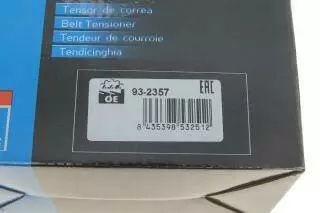 Tensor de correa
Belt Tensioner
Tendeur de courroie
Tendicinghia
OE
93-2357
EAC
8 435398 532512